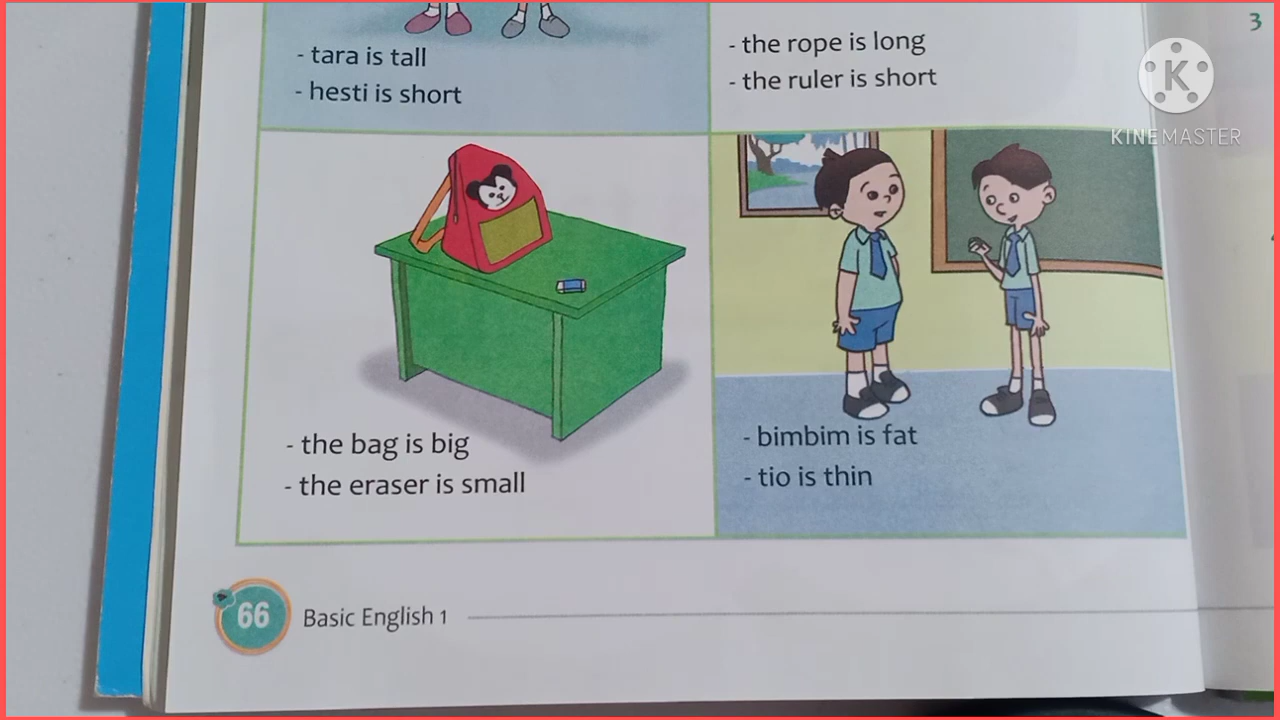 - tara is tall
- hesti is short
- the rope is long
- the ruler is short
- the bag is big
- the eraser is small
- bimbim is fat
- tio is thin
66 Basic English 1
3
K
KINEMASTER